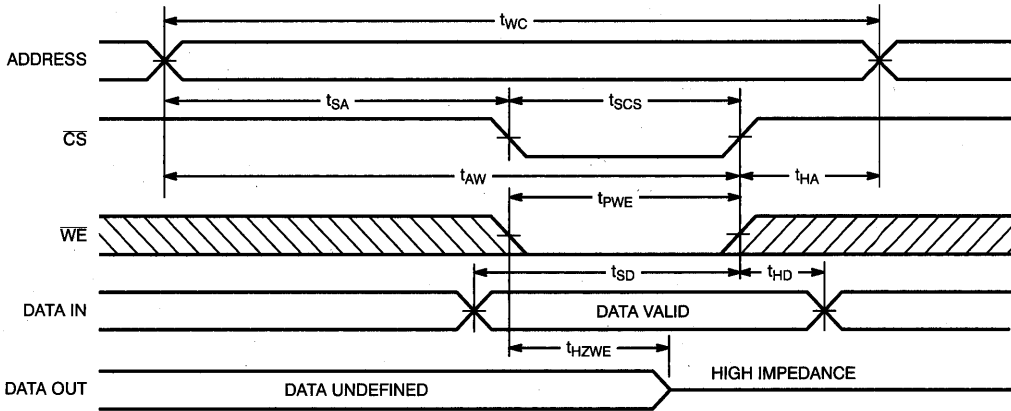 tWC
ADDRESS
tSA
tSCS
CS
tAW
tHA
tPWE
WE
tSD
tHD
DATA IN
DATA VALID
tHZWE
HIGH IMPEDANCE
DATA OUT
DATA UNDEFINED